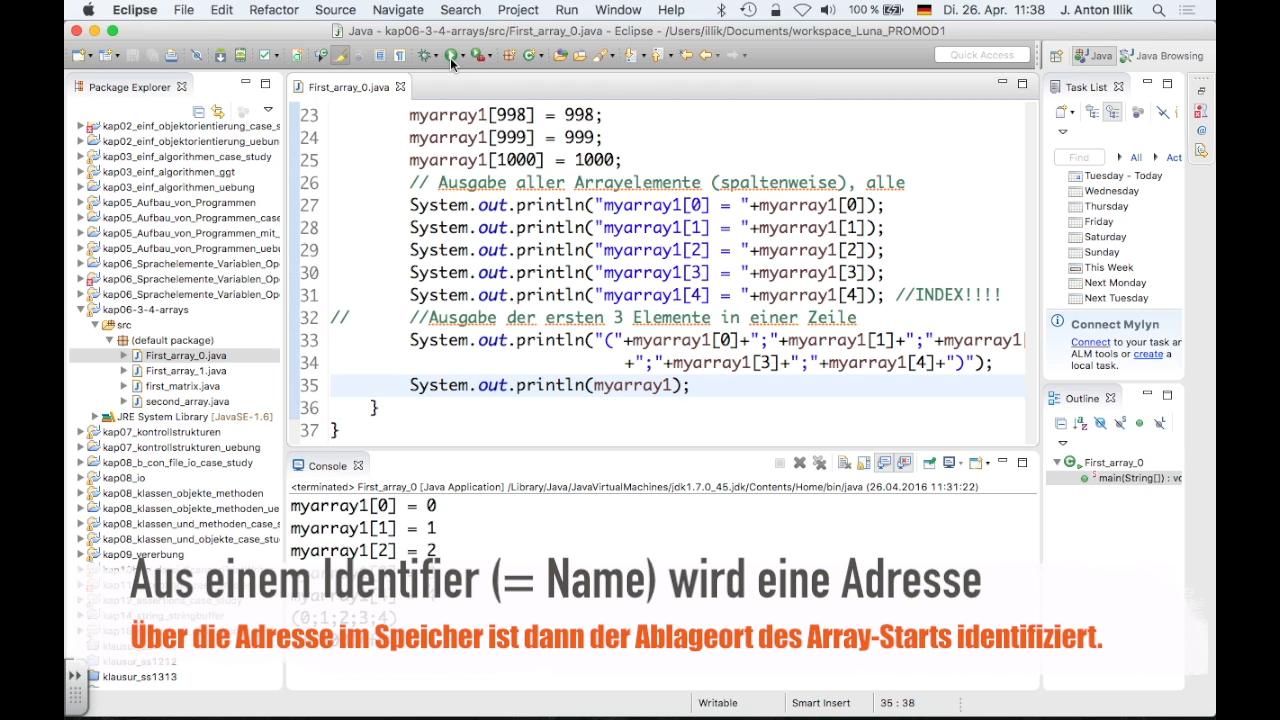 Eclipse File Edit Refactor Source Navigate Search Project Run Window Help 100 % Di. 26. Apr. 11:38 J. Anton Illik
Java - kap06-3-4-arrays/src/First_array_0.java - Eclipse - /Users/illik/Documents/workspace_Luna_PROMOD1
Quick Access Java Java Browsing
Package Explorer
kap02_einf_objektorientierung_case_s
kap02_einf_objektorientierung_uebun
kap03_einf_algorithmen_case_study
kap03_einf_algorithmen_ggt
kap03_einf_algorithmen_uebung
kap05_Aufbau_von_Programmen
kap05_Aufbau_von_Programmen_case
kap05_Aufbau_von_Programmen_mit_
kap05_Aufbau_von_Programmen_uebu
kap06_Sprachelemente_Variablen_Ope
kap06_Sprachelemente_Variablen_Ope
kap06_Sprachelemente_Variablen_Ope
kap06-3-4-arrays
src
(default package)
First_array_0.java
First_array_1.java
first_matrix.java
second_array.java
JRE System Library [JavaSE-1.6]
kap07_kontrollstrukturen
kap07_kontrollstrukturen_uebung
kap08_b_con_file_io_case_study
kap08_io
kap08_klassen_objekte_methoden
kap08_klassen_objekte_methoden_ue
kap08_klassen_und_methoden_case_s
kap08_klassen_und_objekte_case_stu
kap09_vererbung
kap14_string_stringbuffer
klausur_ss1212
klausur_ss1313
First_array_0.java
23 myarray1[998] = 998;
24 myarray1[999] = 999;
25 myarray1[1000] = 1000;
26 // Ausgabe aller Arrayelemente (spaltenweise), alle
27 System.out.println("myarray1[0] = "+myarray1[0]);
28 System.out.println("myarray1[1] = "+myarray1[1]);
29 System.out.println("myarray1[2] = "+myarray1[2]);
30 System.out.println("myarray1[3] = "+myarray1[3]);
31 System.out.println("myarray1[4] = "+myarray1[4]); //INDEX!!!!
32 // //Ausgabe der ersten 3 Elemente in einer Zeile
33 System.out.println("("+myarray1[0]+";"+myarray1[1]+";"+myarray1[
34 +";"+myarray1[3]+";"+myarray1[4]+")");
35 System.out.println(myarray1);
36 }
37 }
Console
<terminated> First_array_0 [Java Application] /Library/Java/JavaVirtualMachines/jdk1.7.0_45.jdk/Contents/Home/bin/java (26.04.2016 11:31:22)
myarray1[0] = 0
myarray1[1] = 1
myarray1[2] = 2
(0;1;2;3;4)
Aus einem Identifier (= Name) wird eine Adresse
Über die Adresse im Speicher ist dann der Ablageort des Array-Starts identifiziert.
Task List
Find All Act
Tuesday - Today
Wednesday
Thursday
Friday
Saturday
Sunday
This Week
Next Monday
Next Tuesday
Connect Mylyn
Connect to your task ar
ALM tools or create a
local task.
Outline
First_array_0
main(String[]) : vo
Writable Smart Insert 35 : 38